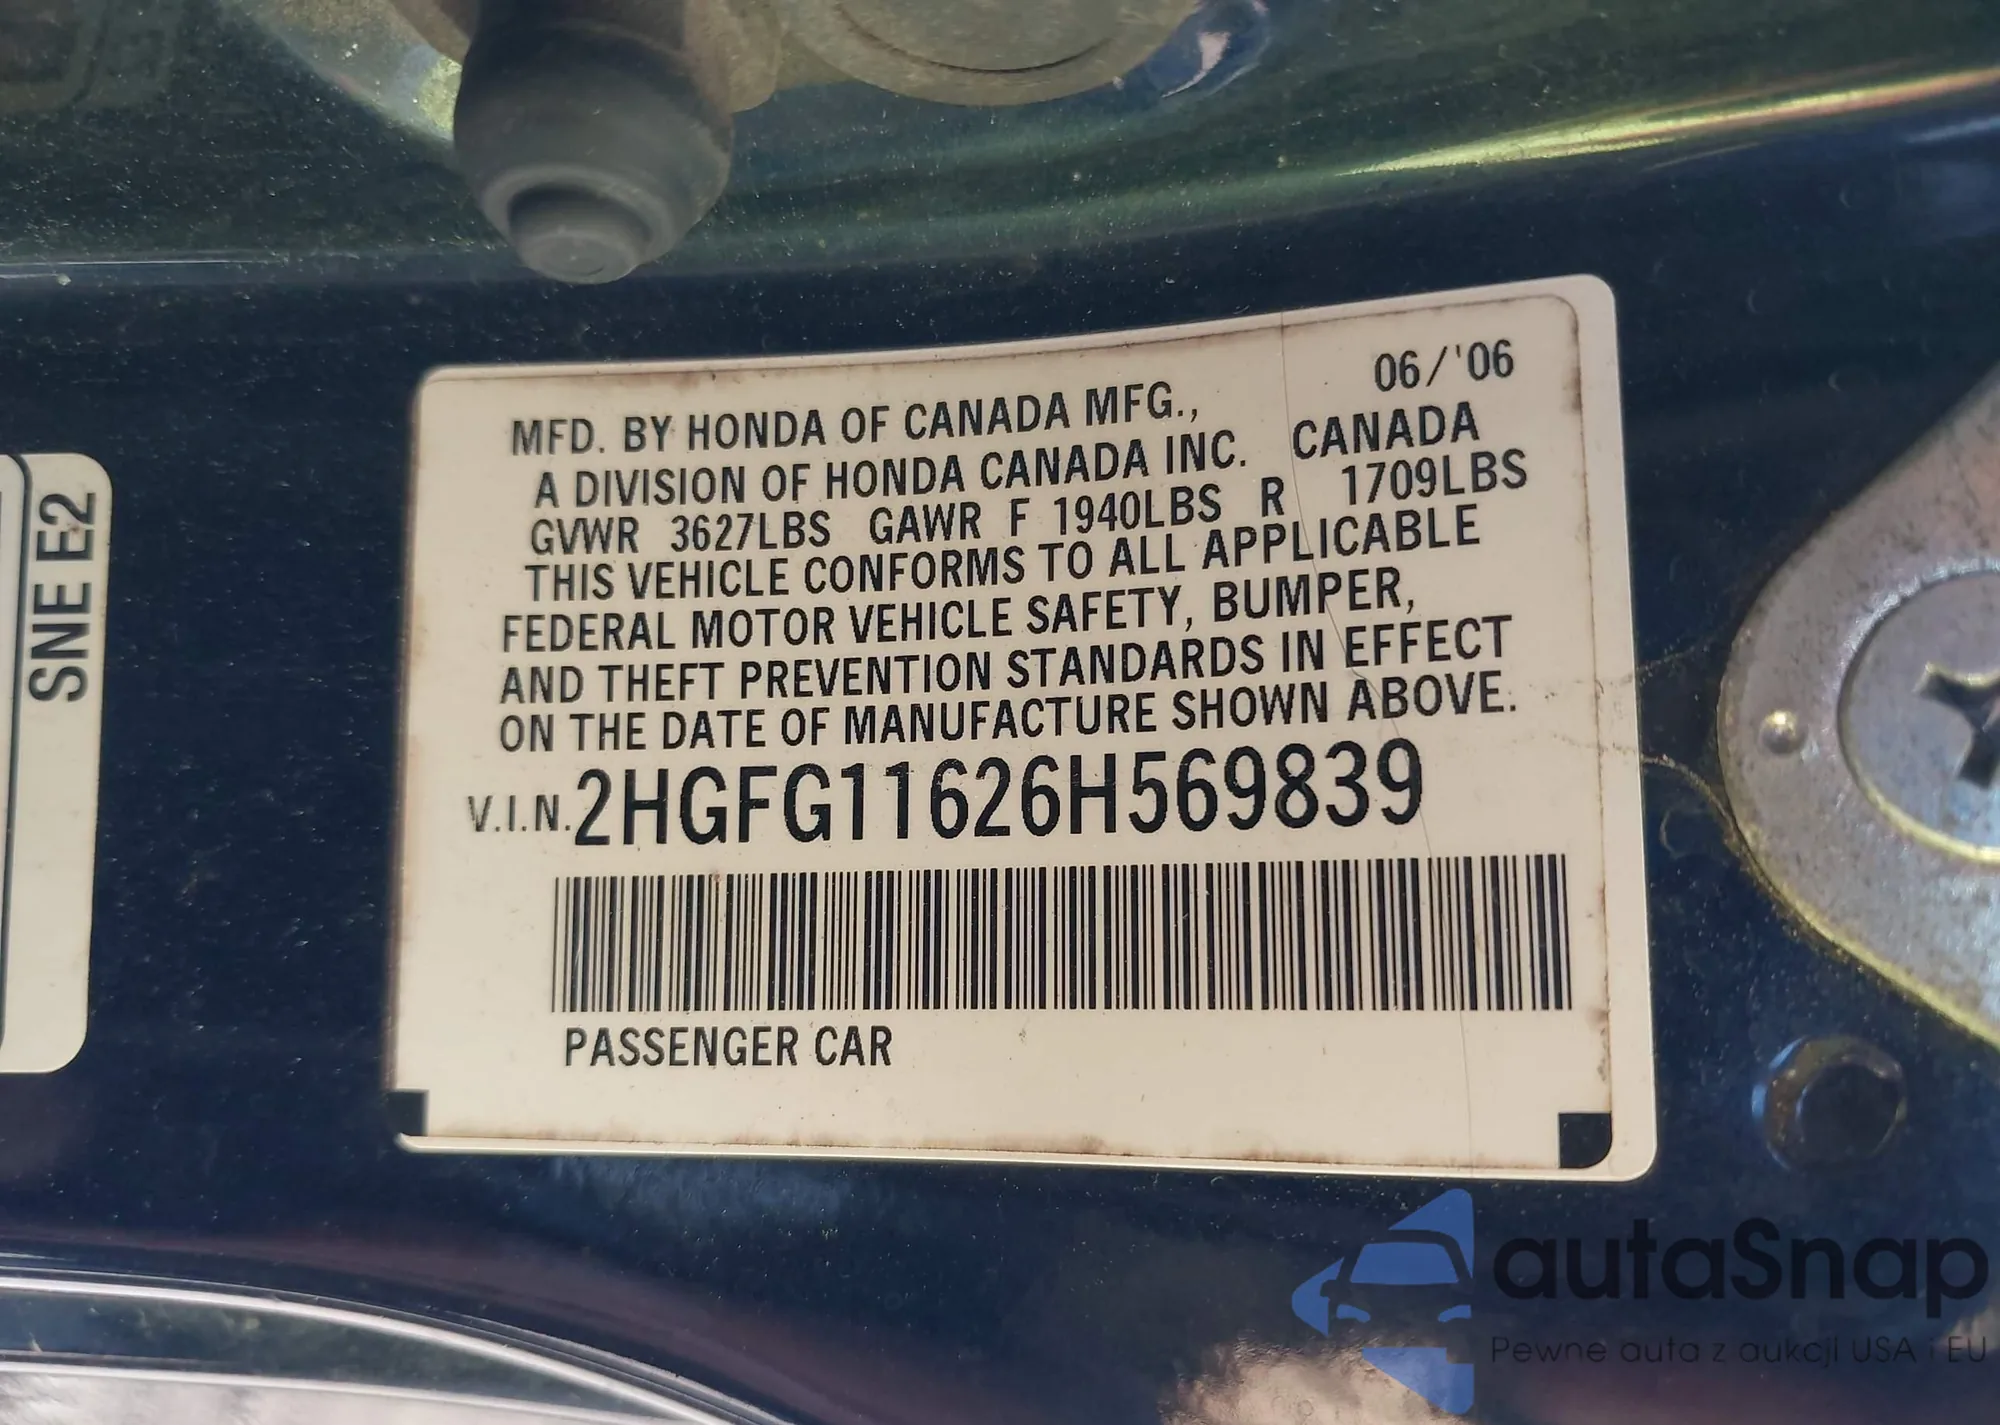 06/'06
MFD. BY HONDA OF CANADA MFG.,
A DIVISION OF HONDA CANADA INC. CANADA
GVWR 3627LBS GAWR F 1940LBS R 1709LBS
THIS VEHICLE CONFORMS TO ALL APPLICABLE
FEDERAL MOTOR VEHICLE SAFETY, BUMPER,
AND THEFT PREVENTION STANDARDS IN EFFECT
ON THE DATE OF MANUFACTURE SHOWN ABOVE.
V.I.N. 2HGFG11626H569839
PASSENGER CAR
SNE E2
autaSnap
Pewne auta z aukcji USA i EU